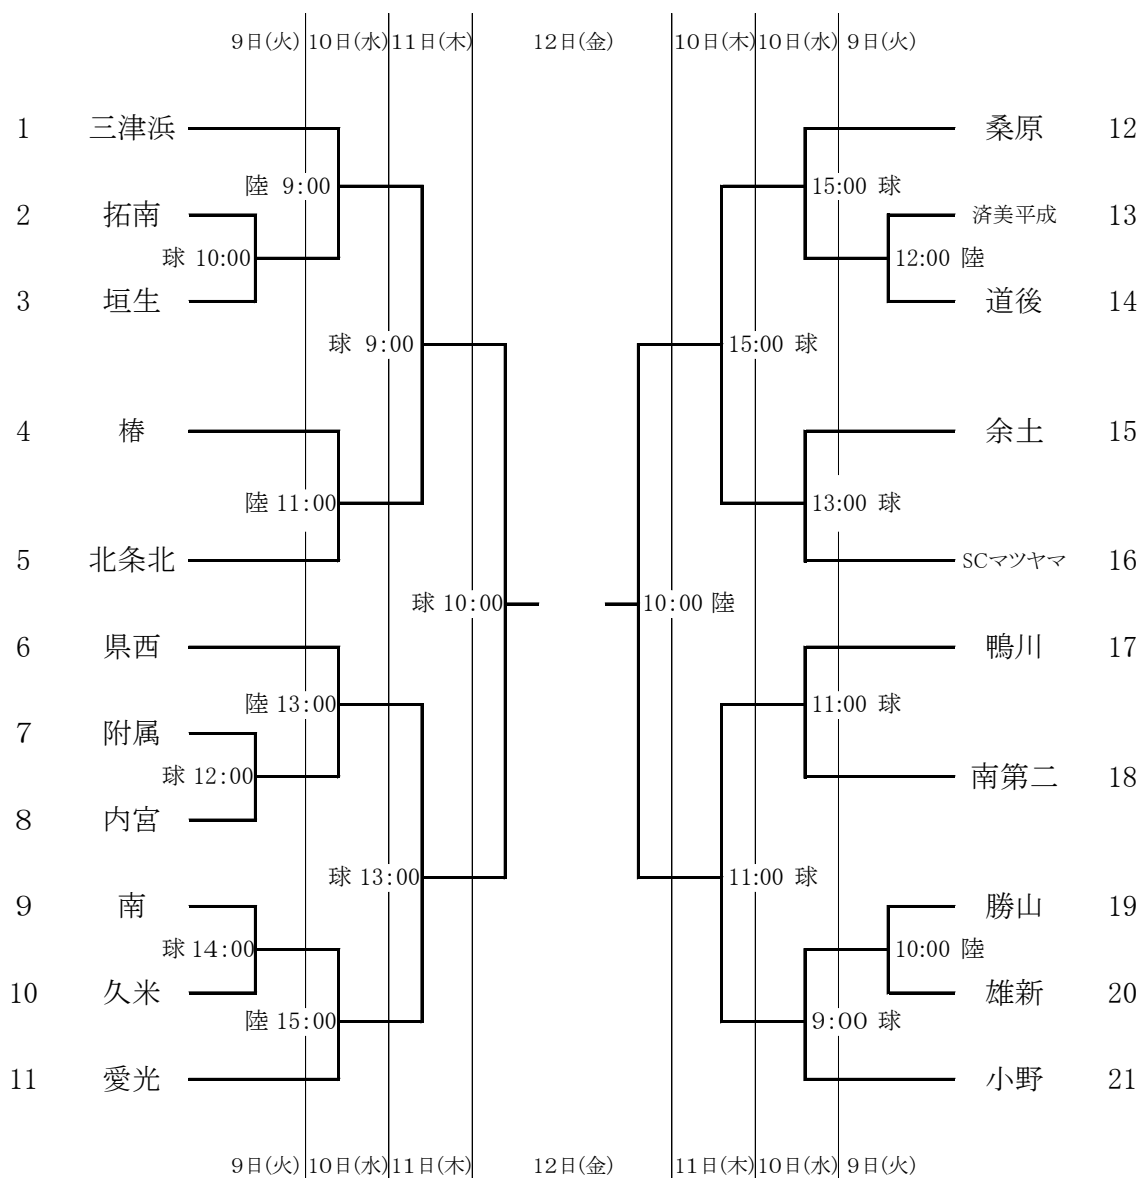 9日(火) 10日(水) 11日(木) 12日(金) 10日(木) 10日(水) 9日(火)
1 三津浜 桑原 12
陸 9:00 15:00 球
2 拓南 済美平成 13
球 10:00 12:00 陸
3 垣生 道後 14
球 9:00 15:00 球
4 椿 余土 15
陸 11:00 13:00 球
5 北条北 SCマツヤマ 16
球 10:00 10:00 陸
6 県西 鴨川 17
陸 13:00 11:00 球
7 附属
球 12:00 南第二 18
8 内宮
球 13:00 11:00 球
9 南 勝山 19
球 14:00 10:00 陸
10 久米 雄新 20
陸 15:00 9:00 球
11 愛光 小野 21
9日(火) 10日(水) 11日(木) 12日(金) 11日(木) 10日(水) 9日(火)